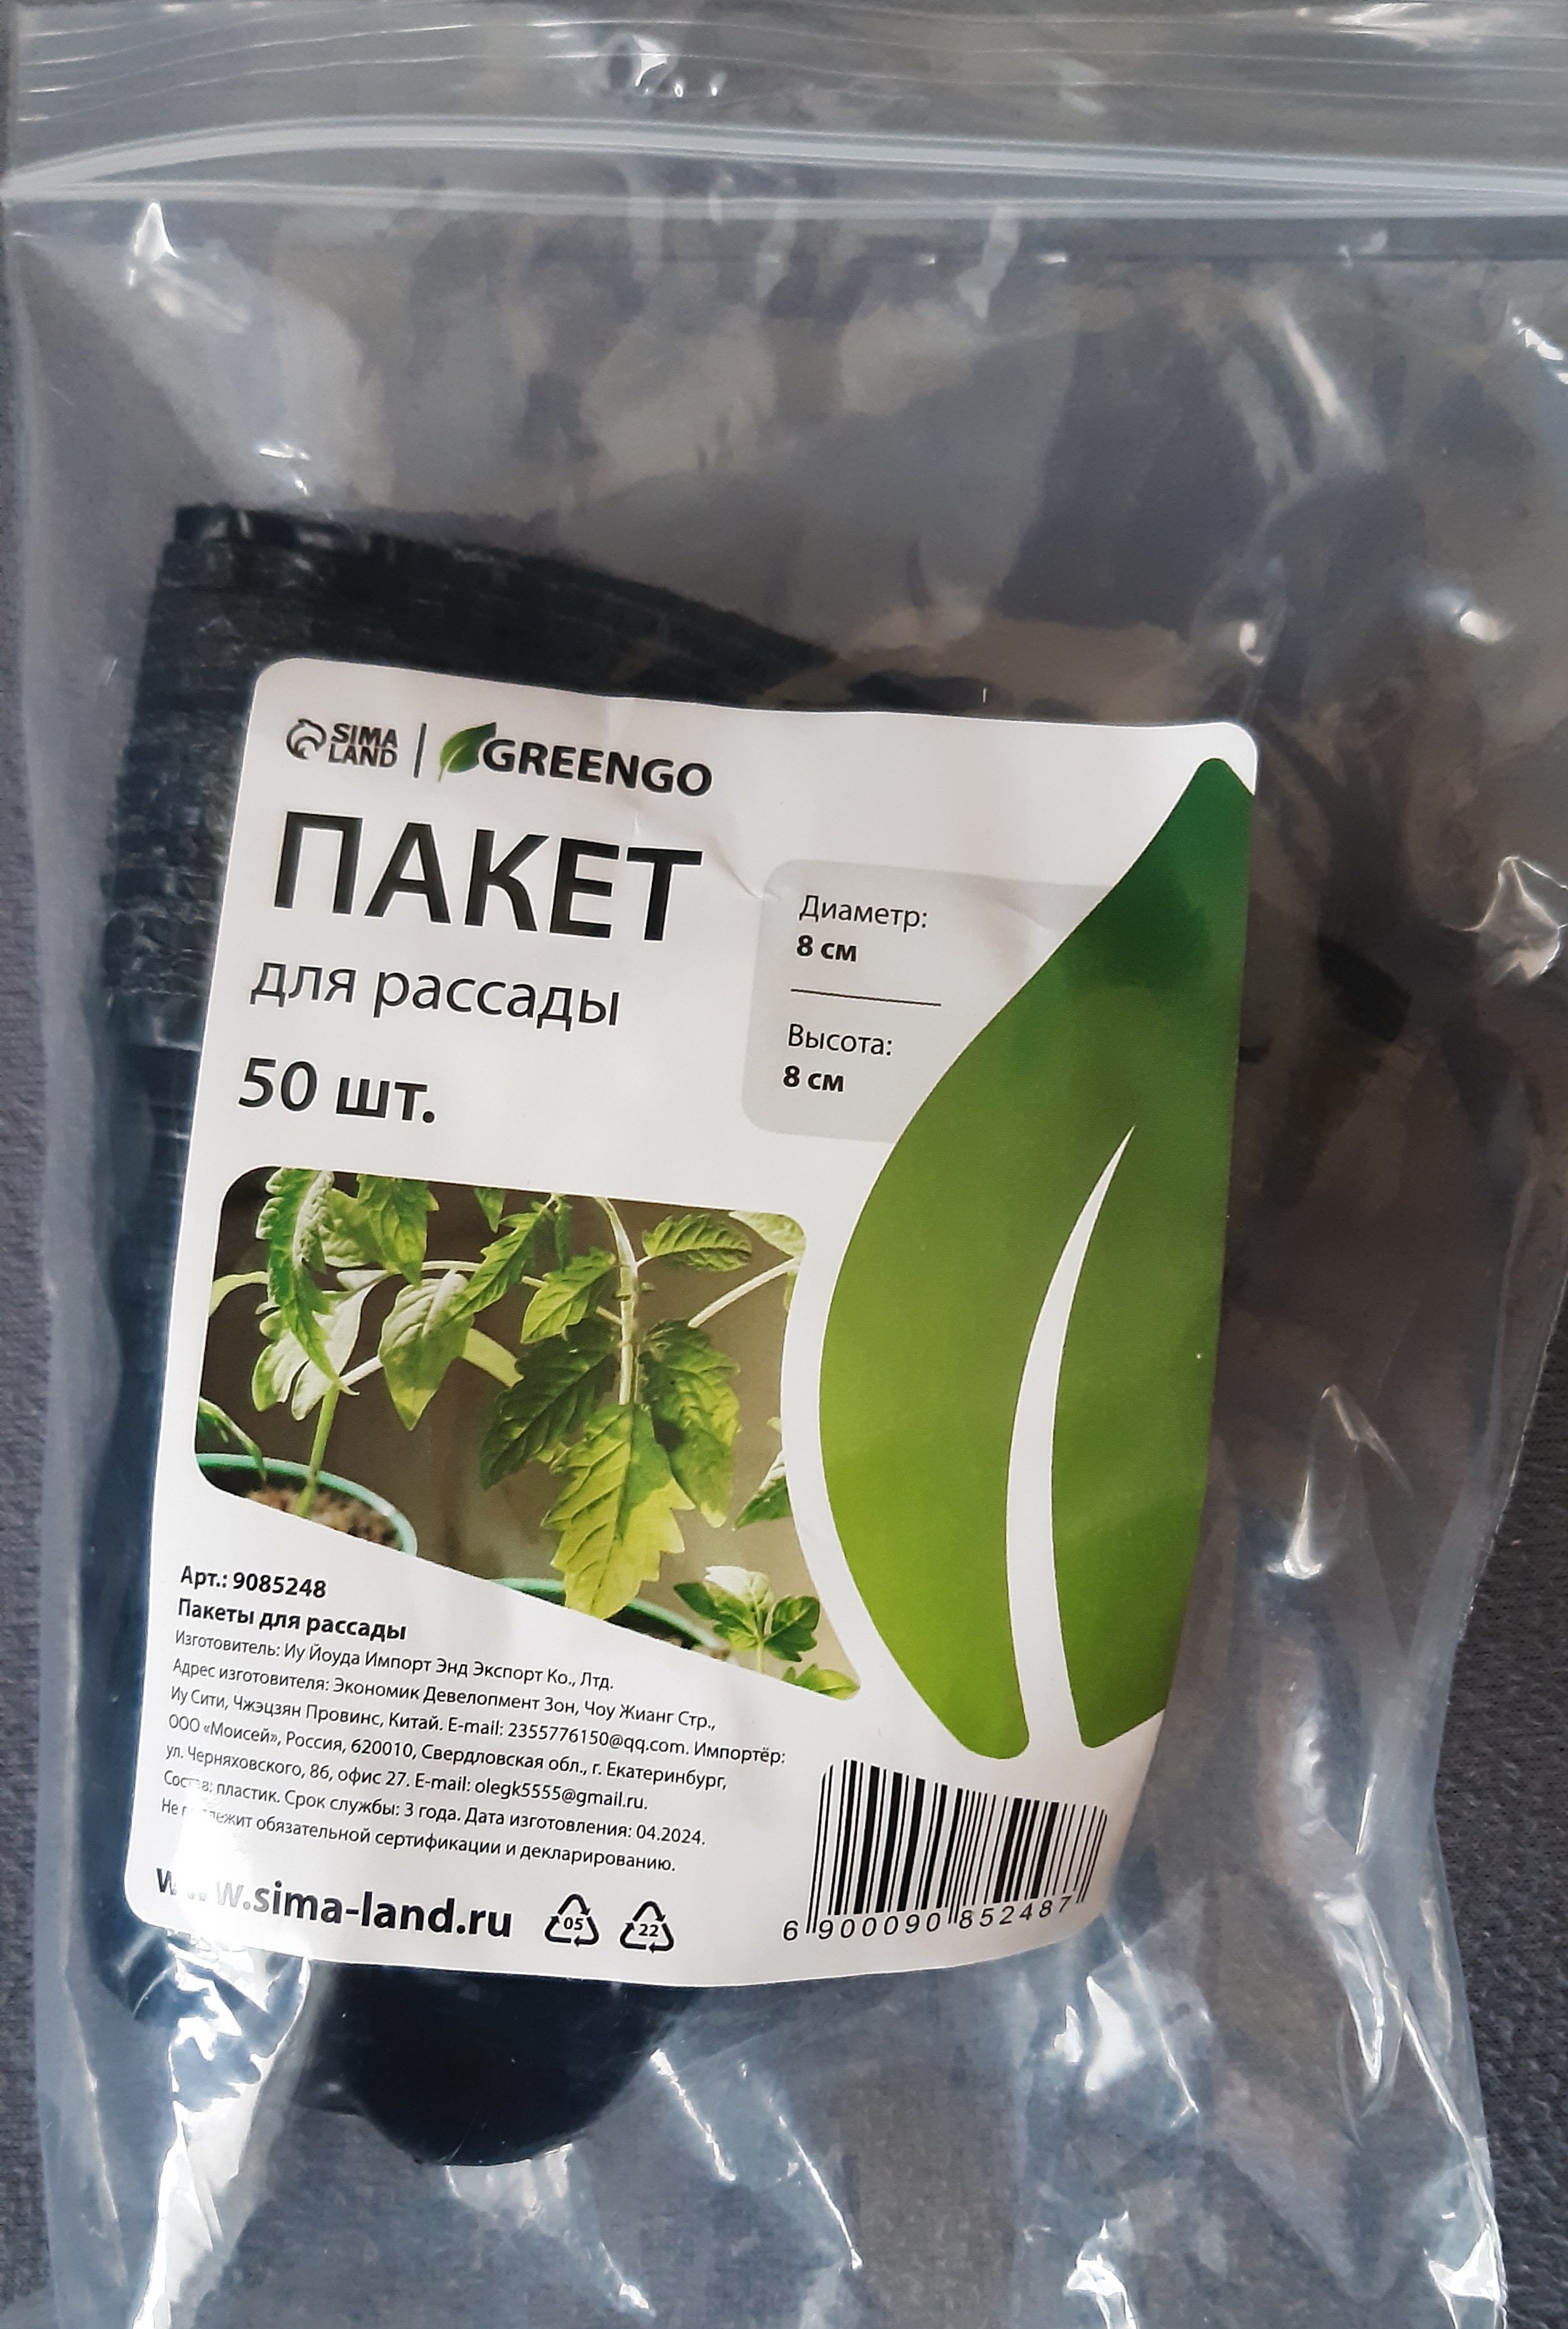 SIMA
LAND
GREENGO
ПАКЕТ
для рассады
50 шт.
Диаметр:
8 см
Высота:
8 см
Арт.: 9085248
Пакеты для рассады
Изготовитель: Иу Йоуда Импорт Энд Экспорт Ко., Лтд.
Адрес изготовителя: Экономик Девелопмент Зон, Чоу Жианг Стр.,
Иу Сити, Чжэцзян Провинс, Китай. E-mail: 2355776150@qq.com. Импортёр:
ООО «Моисей», Россия, 620010, Свердловская обл., г. Екатеринбург,
ул. Черняховского, 86, офис 27. E-mail: olegk5555@gmail.ru.
Состав: пластик. Срок службы: 3 года. Дата изготовления: 04.2024.
Не подлежит обязательной сертификации и декларированию.
www.sima-land.ru
05
22
6 900090 852487